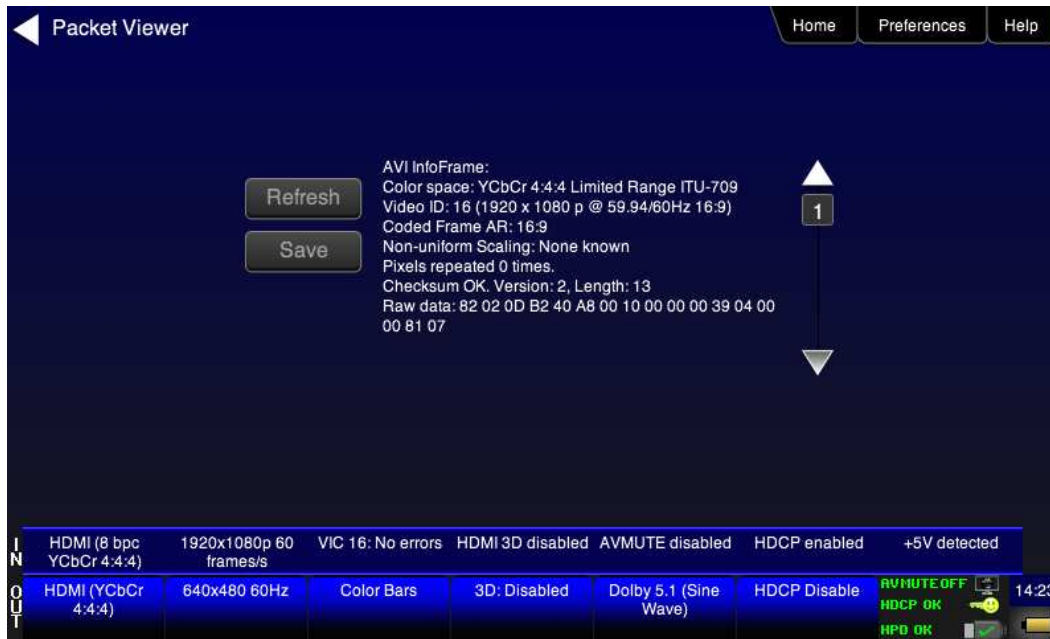 Packet Viewer
Home
Preferences
Help
Refresh
Save
AVI InfoFrame:
Color space: YCbCr 4:4:4 Limited Range ITU-709
Video ID: 16 (1920 x 1080 p @ 59.94/60Hz 16:9)
Coded Frame AR: 16:9
Non-uniform Scaling: None known
Pixels repeated 0 times.
Checksum OK. Version: 2, Length: 13
Raw data: 82 02 0D B2 40 A8 00 10 00 00 00 39 04 00
00 81 07
1
IN
HDMI (8 bpc
YCbCr 4:4:4)
1920x1080p 60
frames/s
VIC 16: No errors
HDMI 3D disabled
AVMUTE disabled
HDCP enabled
+5V detected
OUT
HDMI (YCbCr
4:4:4)
640x480 60Hz
Color Bars
3D: Disabled
Dolby 5.1 (Sine
Wave)
HDCP Disable
AVMUTEOFF
HDCP OK
HPD OK
14:23